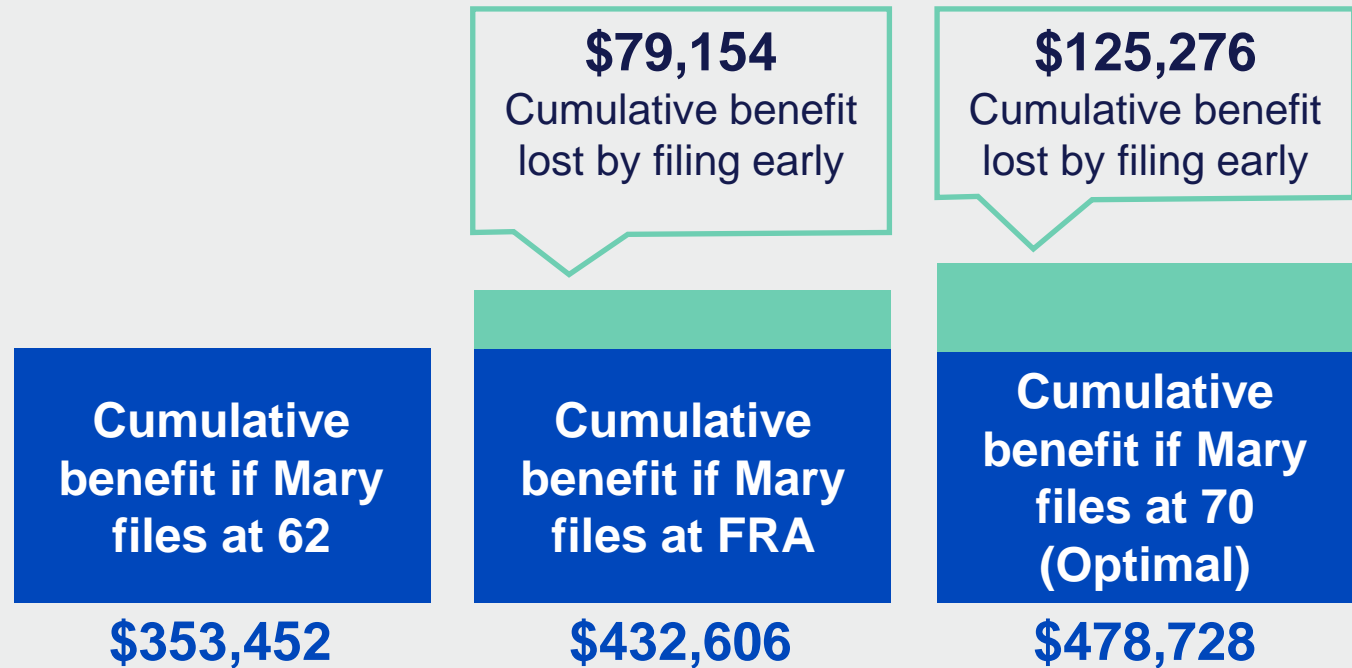 $79,154
Cumulative benefit
lost by filing early
$125,276
Cumulative benefit
lost by filing early
Cumulative
benefit if Mary
files at 62
Cumulative
benefit if Mary
files at FRA
Cumulative
benefit if Mary
files at 70
(Optimal)
$353,452
$432,606
$478,728